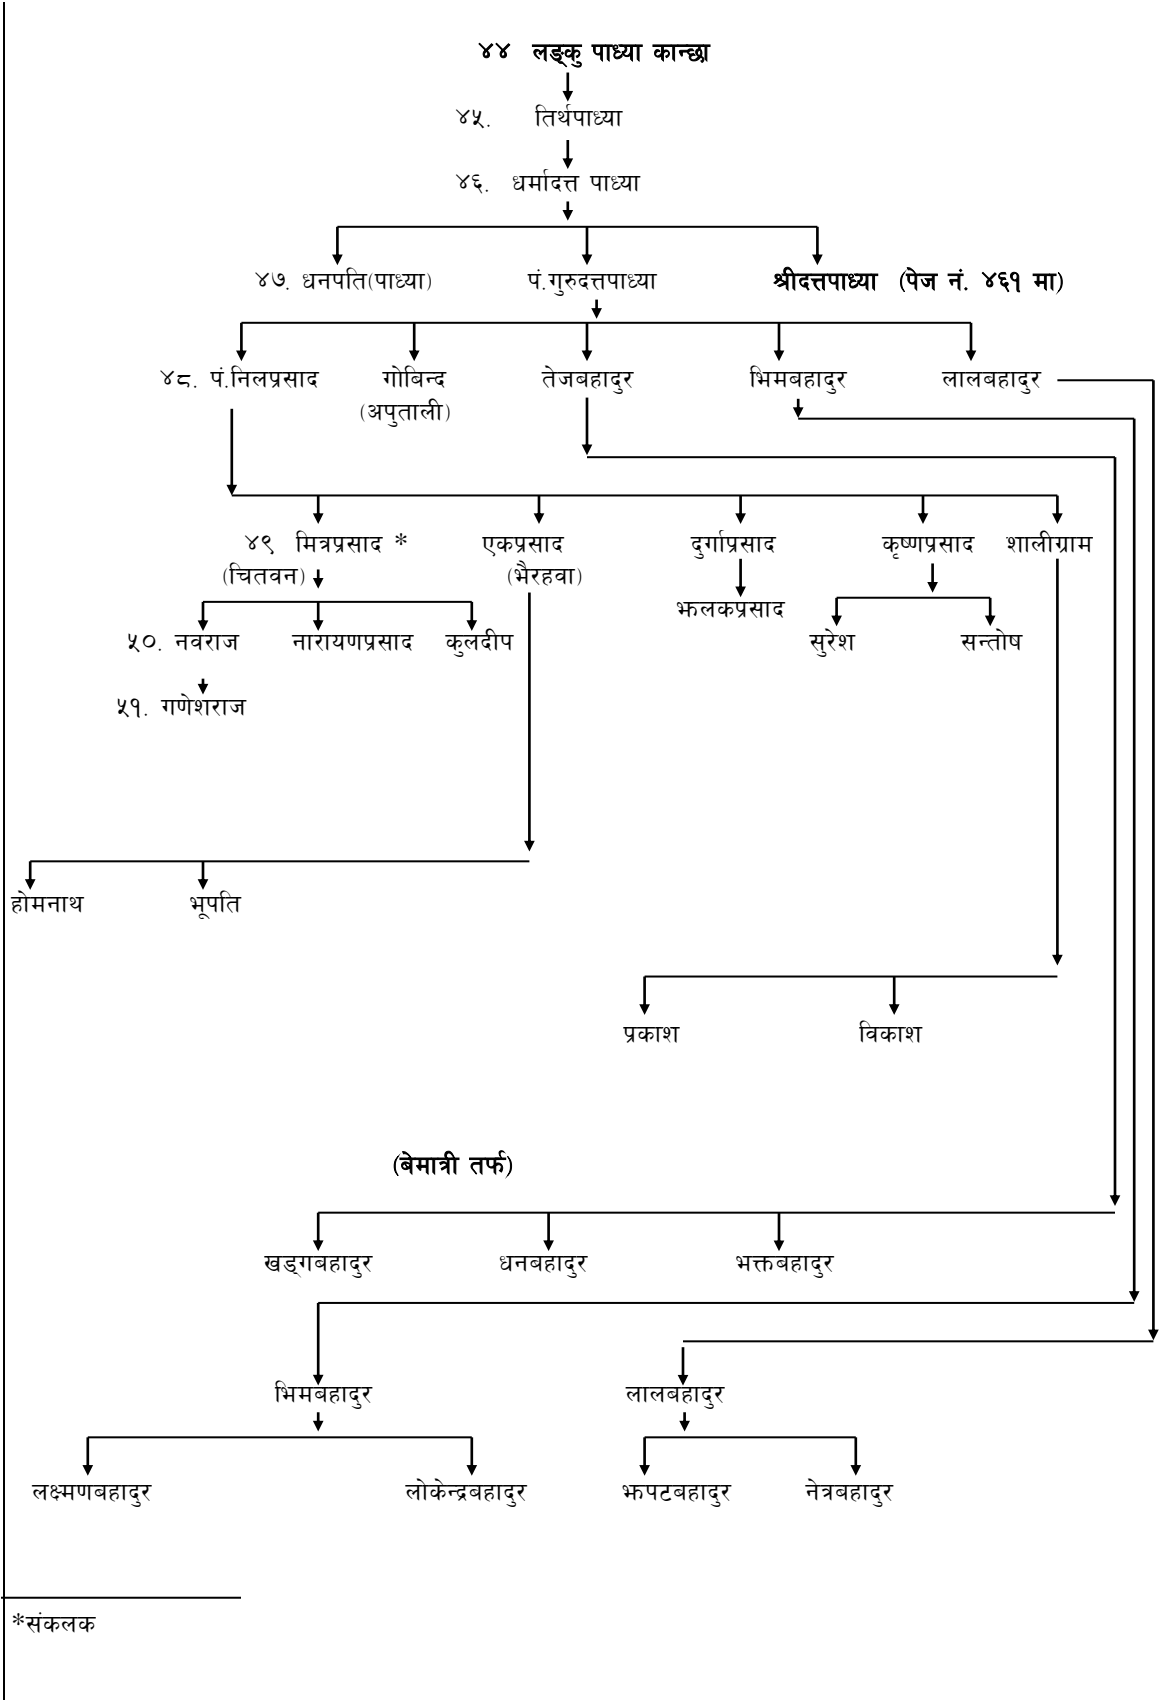 ४४ लङ्कु पाध्या कान्छा
४५. तिर्थपाध्या
४६. धर्मादत्त पाध्या
४७. धनपति(पाध्या) पं.गुरुदत्तपाध्या श्रीदत्तपाध्या (पेज नं. ४६१ मा)
४८. पं.निलप्रसाद गोबिन्द तेजबहादुर भिमबहादुर लालबहादुर
(अपुताली)
४९ मित्रप्रसाद * एकप्रसाद दुर्गाप्रसाद कृष्णप्रसाद शालीग्राम
(चितवन) (भैरहवा)
झलकप्रसाद
५०. नवराज नारायणप्रसाद कुलदीप सुरेश सन्तोष
५१. गणेशराज
होमनाथ भूपति
प्रकाश विकाश
(बेमात्री तर्फ)
खड्गबहादुर धनबहादुर भक्तबहादुर
भिमबहादुर लालबहादुर
लक्ष्मणबहादुर लोकेन्द्रबहादुर झपटबहादुर नेत्रबहादुर
*संकलक